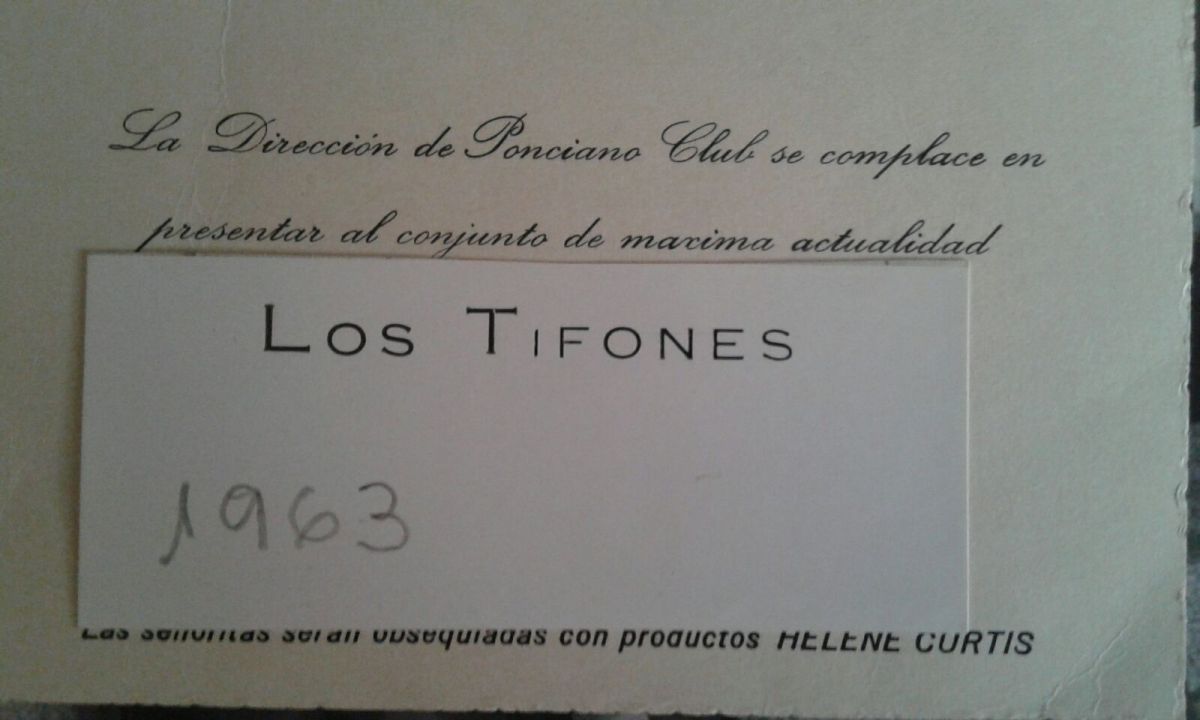 La Dirección de Ponciano Club se complace en
presentar al conjunto de maxima actualidad
LOS TIFONES
1963
Las señoritas serán obsequiadas con productos HELENE CURTIS